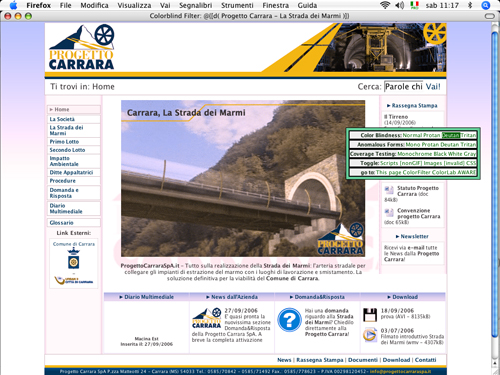 Firefox File Modifica Visualizza Vai Segnalibri Strumenti Finestra Guida sab 11:17
Colorblind Filter: @[[d( Progetto Carrara - La Strada dei Marmi )]]
PROGETTO
CARRARA
Ti trovi in: Home
Cerca: Parole chi Vai!
Home
La Società
La Strada dei
Marmi
Primo Lotto
Secondo Lotto
Impatto
Ambientale
Ditte Appaltatrici
Procedure
Domanda e
Risposta
Diario
Multimediale
Glossario
Link Esterni:
Comune di Carrara
Carrara, La Strada dei Marmi
PROGETTO
CARRARA
ProgettoCarraraSpA.it - Tutto sulla realizzazione della Strada dei Marmi: l'arteria stradale per
collegare gli impianti di estrazione del marmo con i luoghi di lavorazione e smistamento. La
soluzione definitiva per la viabilità del Comune di Carrara.
Rassegna Stampa
Il Tirreno
(14/09/2006)
Color Blindness: Normal Protan Deutan Tritan
Anomalous Forms: Mono Protan Deutan Tritan
Coverage Testing: Monochrome Black White Gray
Toggle: Scripts [nonGIF] Images [invalid] CSS
go to: This page ColorFilter ColorLab AWARE
Statuto Progetto
Carrara (doc
84kB)
Convenzione
progetto Carrara
(doc 65kB)
Newsletter
Ricevi via e-mail tutte
le News dalla Progetto
Carrara!
Diario Multimediale
Macina Est
Inserita il: 27/09/2006
News dall'Azienda
27/09/2006
E' quasi pronta la
nuovissima sezione
Domanda&Risposta
della Progetto Carra SpA. A
breve la completa attivazione
Domanda&Risposta
Hai una domanda
riguardo alla Strada
dei Marmi? Chiedilo
direttamente alla
Progetto Carrara!
Download
18/09/2006
prova (AVI - 8135kB)
03/07/2006
Filmato introduttivo Strada
dei Marmi (wmv - 4307kB)
News | Rassegna Stampa | Documenti | Download | Contatti
Progetto Carrara SpA P.zza Matteotti 24 - Carrara (MS) 54033 Tel. 0585/70842 - 0585/71492 Fax. 0585/778623 - P.IVA 00298120452- info@progettocarraraspa.it